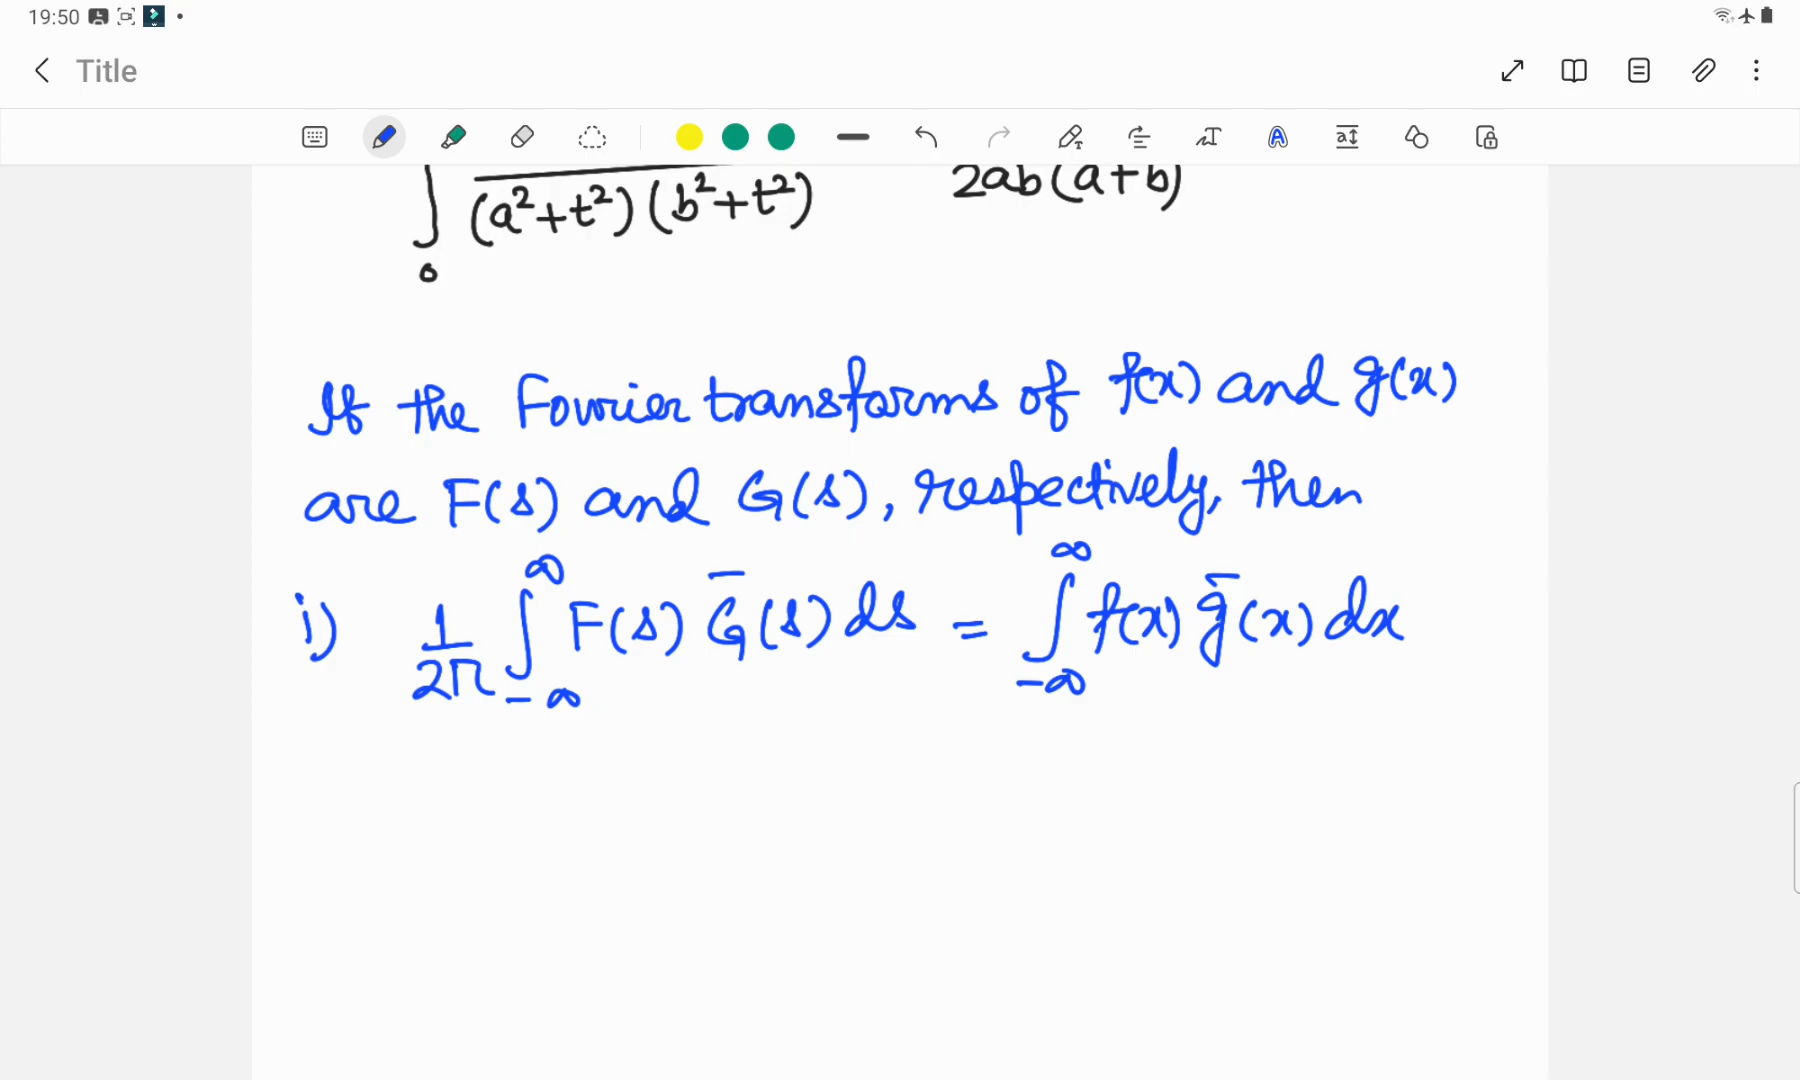 19:50
Title
∫ (a²+t²)(b²+t²) 2ab(a+b)
0
If the Fourier transforms of f(x) and g(x)
are F(s) and G(s), respectively, then
i) 1/2π ∫_{-∞}^{∞} F(s) G̅(s) ds = ∫_{-∞}^{∞} f(x) g̅(x) dx